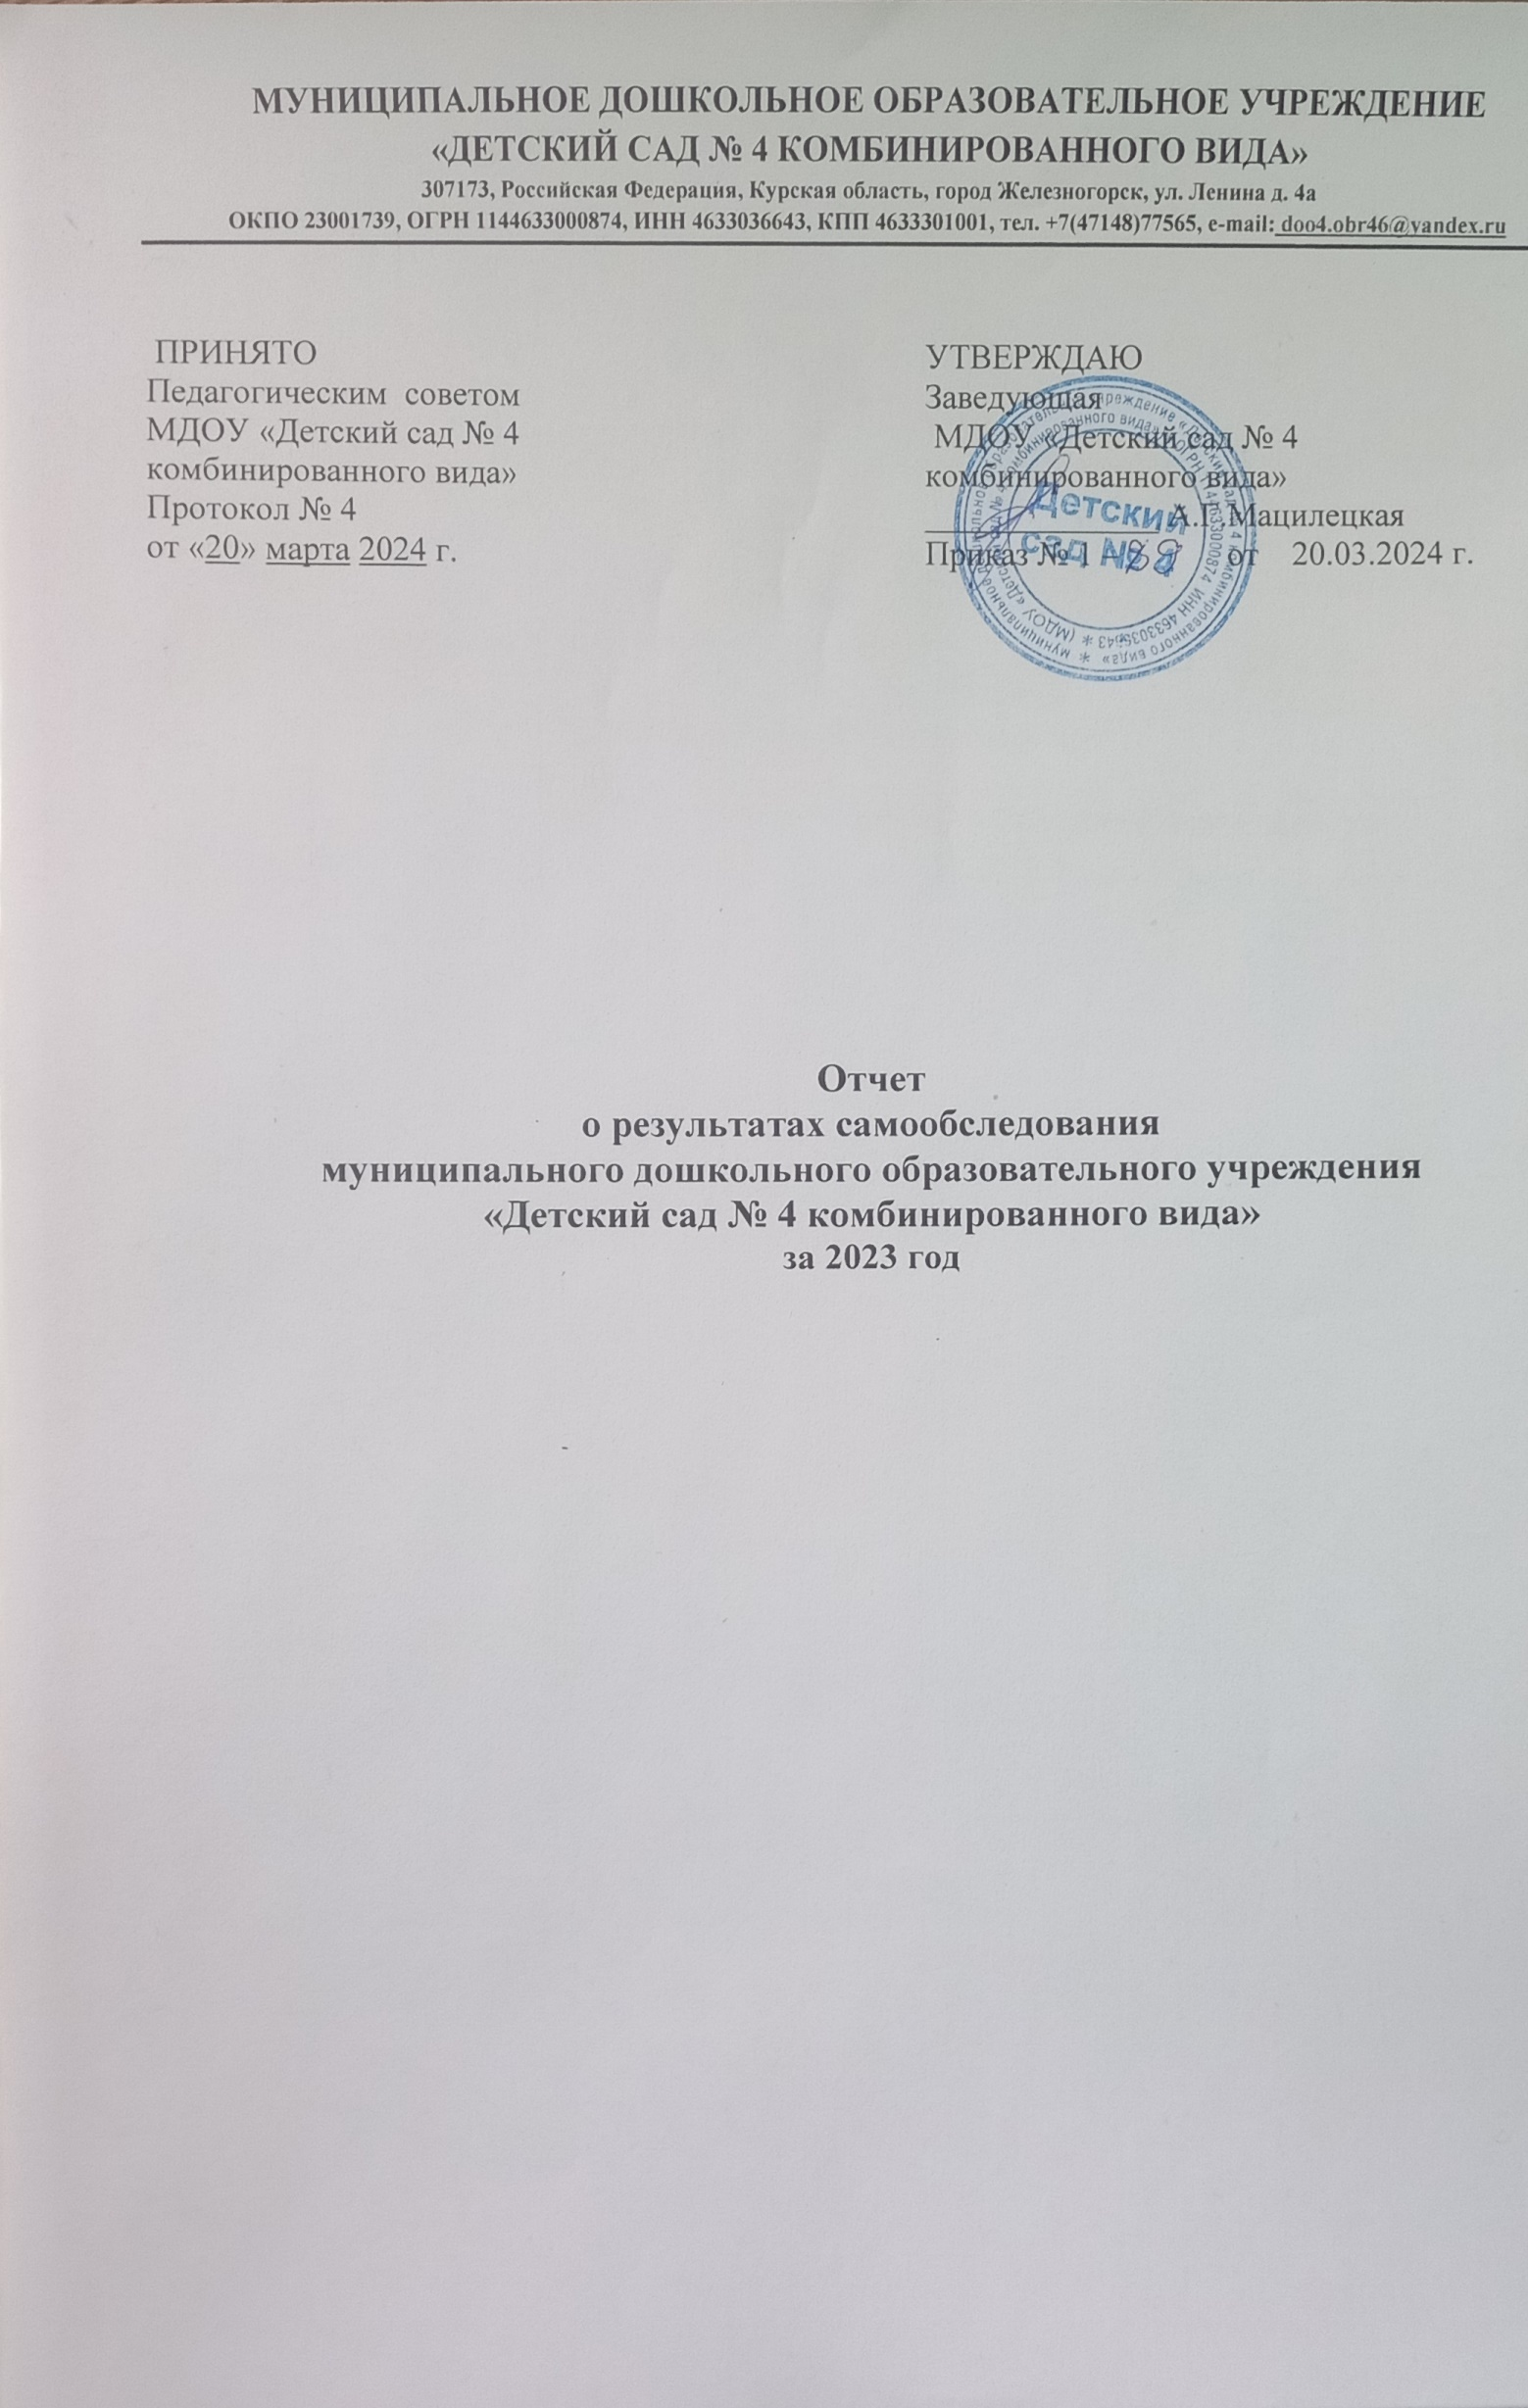 МУНИЦИПАЛЬНОЕ ДОШКОЛЬНОЕ ОБРАЗОВАТЕЛЬНОЕ УЧРЕЖДЕНИЕ
«ДЕТСКИЙ САД № 4 КОМБИНИРОВАННОГО ВИДА»
307173, Российская Федерация, Курская область, город Железногорск, ул. Ленина д. 4а
ОКПО 23001739, ОГРН 1144633000874, ИНН 4633036643, КПП 4633301001, тел. +7(47148)77565, e-mail: doo4.obr46@yandex.ru
ПРИНЯТО
Педагогическим советом
МДОУ «Детский сад № 4
комбинированного вида»
Протокол № 4
от «20» марта 2024 г.
УТВЕРЖДАЮ
Заведующая
МДОУ «Детский сад № 4
комбинированного вида»
А.Г. Мацилецкая
Приказ № 1 – от 20.03.2024 г.
Детский
сад № 4
Отчет
о результатах самообследования
муниципального дошкольного образовательного учреждения
«Детский сад № 4 комбинированного вида»
за 2023 год